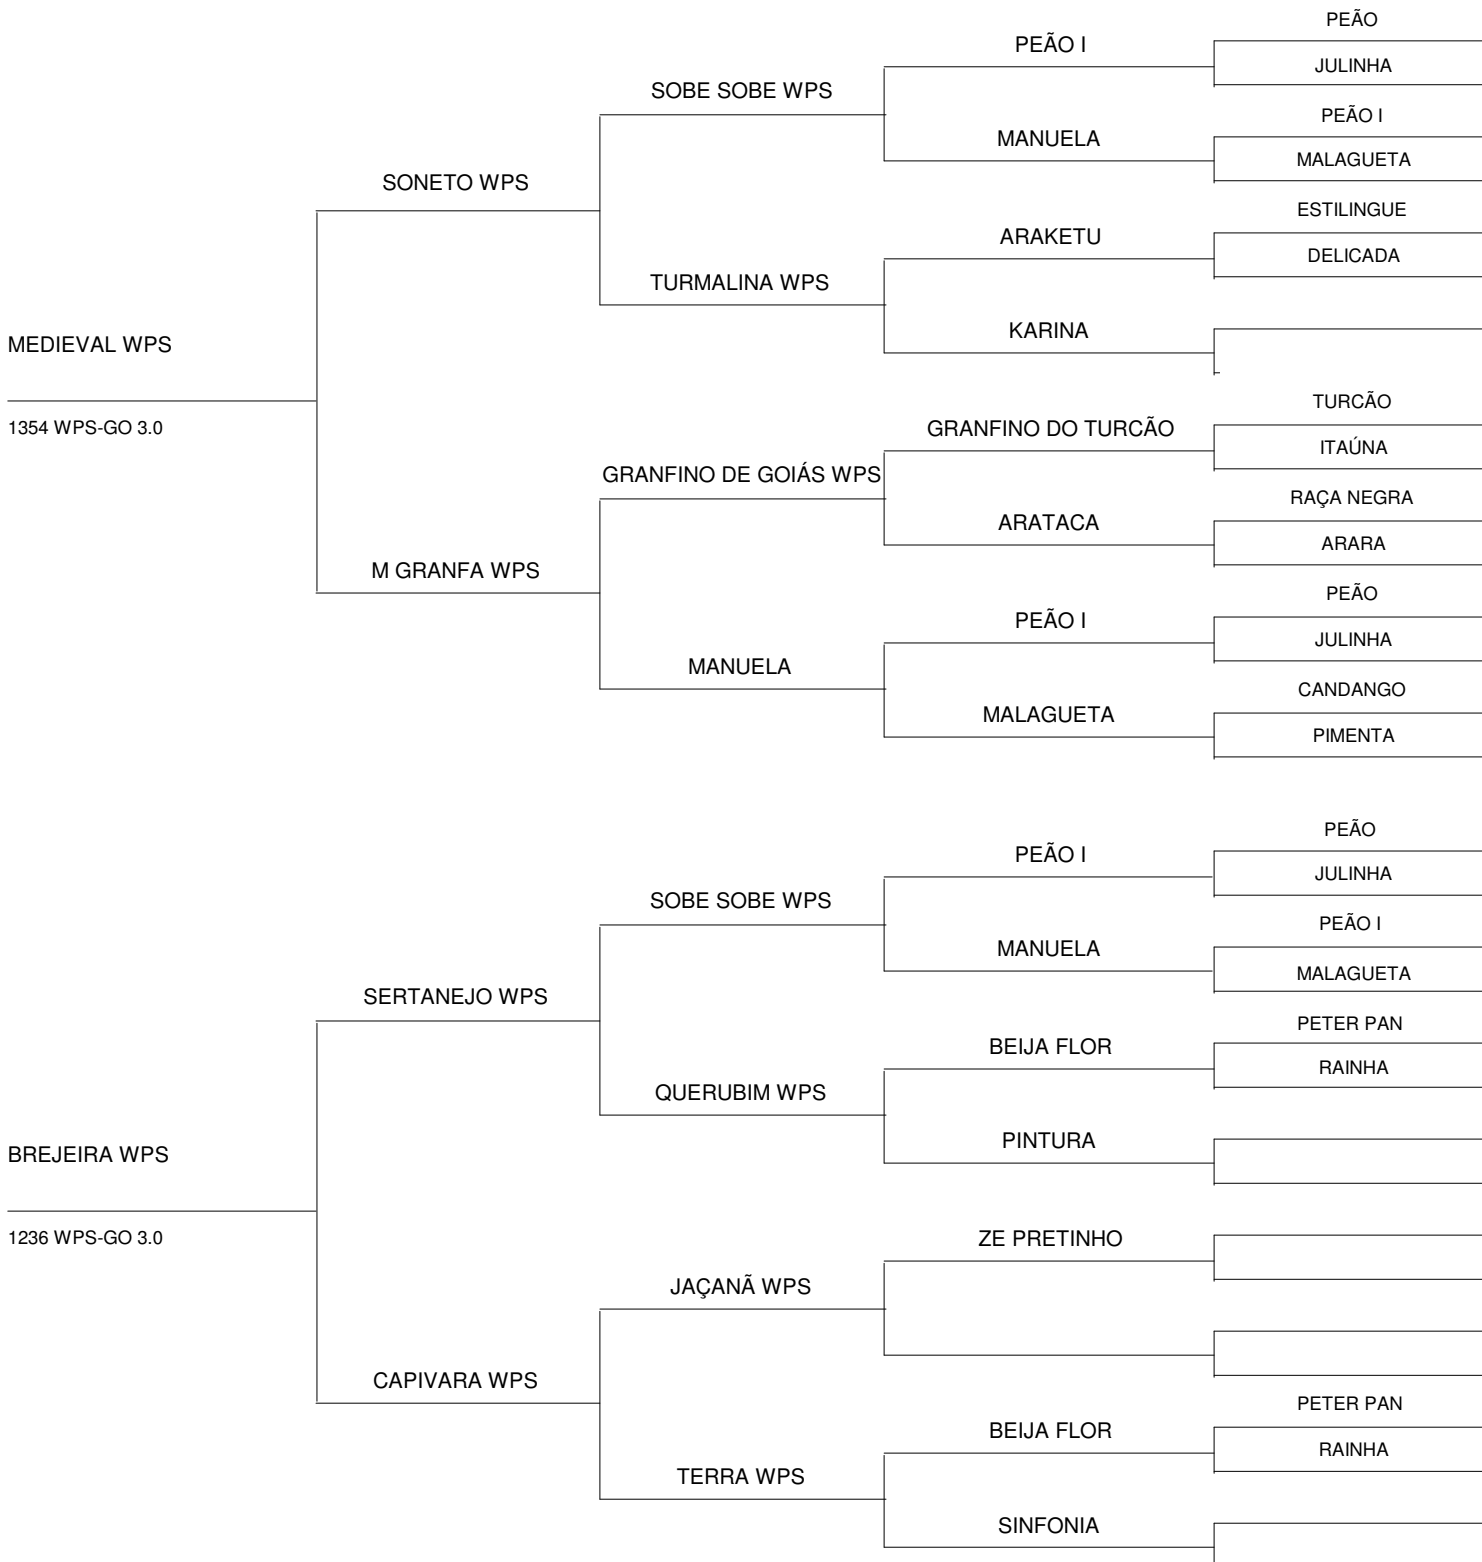 PEÃO
PEÃO I
JULINHA
SOBE SOBE WPS
PEÃO I
MANUELA
MALAGUETA
SONETO WPS
ESTILINGUE
ARAKETU
DELICADA
TURMALINA WPS
KARINA
MEDIEVAL WPS
1354 WPS-GO 3.0
TURCÃO
GRANFINO DO TURCÃO
ITAÚNA
GRANFINO DE GOIÁS WPS
RAÇA NEGRA
ARATACA
ARARA
M GRANFA WPS
PEÃO
PEÃO I
JULINHA
MANUELA
CANDANGO
MALAGUETA
PIMENTA
PEÃO
PEÃO I
JULINHA
SOBE SOBE WPS
PEÃO I
MANUELA
MALAGUETA
SERTANEJO WPS
PETER PAN
BEIJA FLOR
RAINHA
QUERUBIM WPS
PINTURA
BREJEIRA WPS
1236 WPS-GO 3.0
ZE PRETINHO
JAÇANÃ WPS
CAPIVARA WPS
PETER PAN
BEIJA FLOR
RAINHA
TERRA WPS
SINFONIA